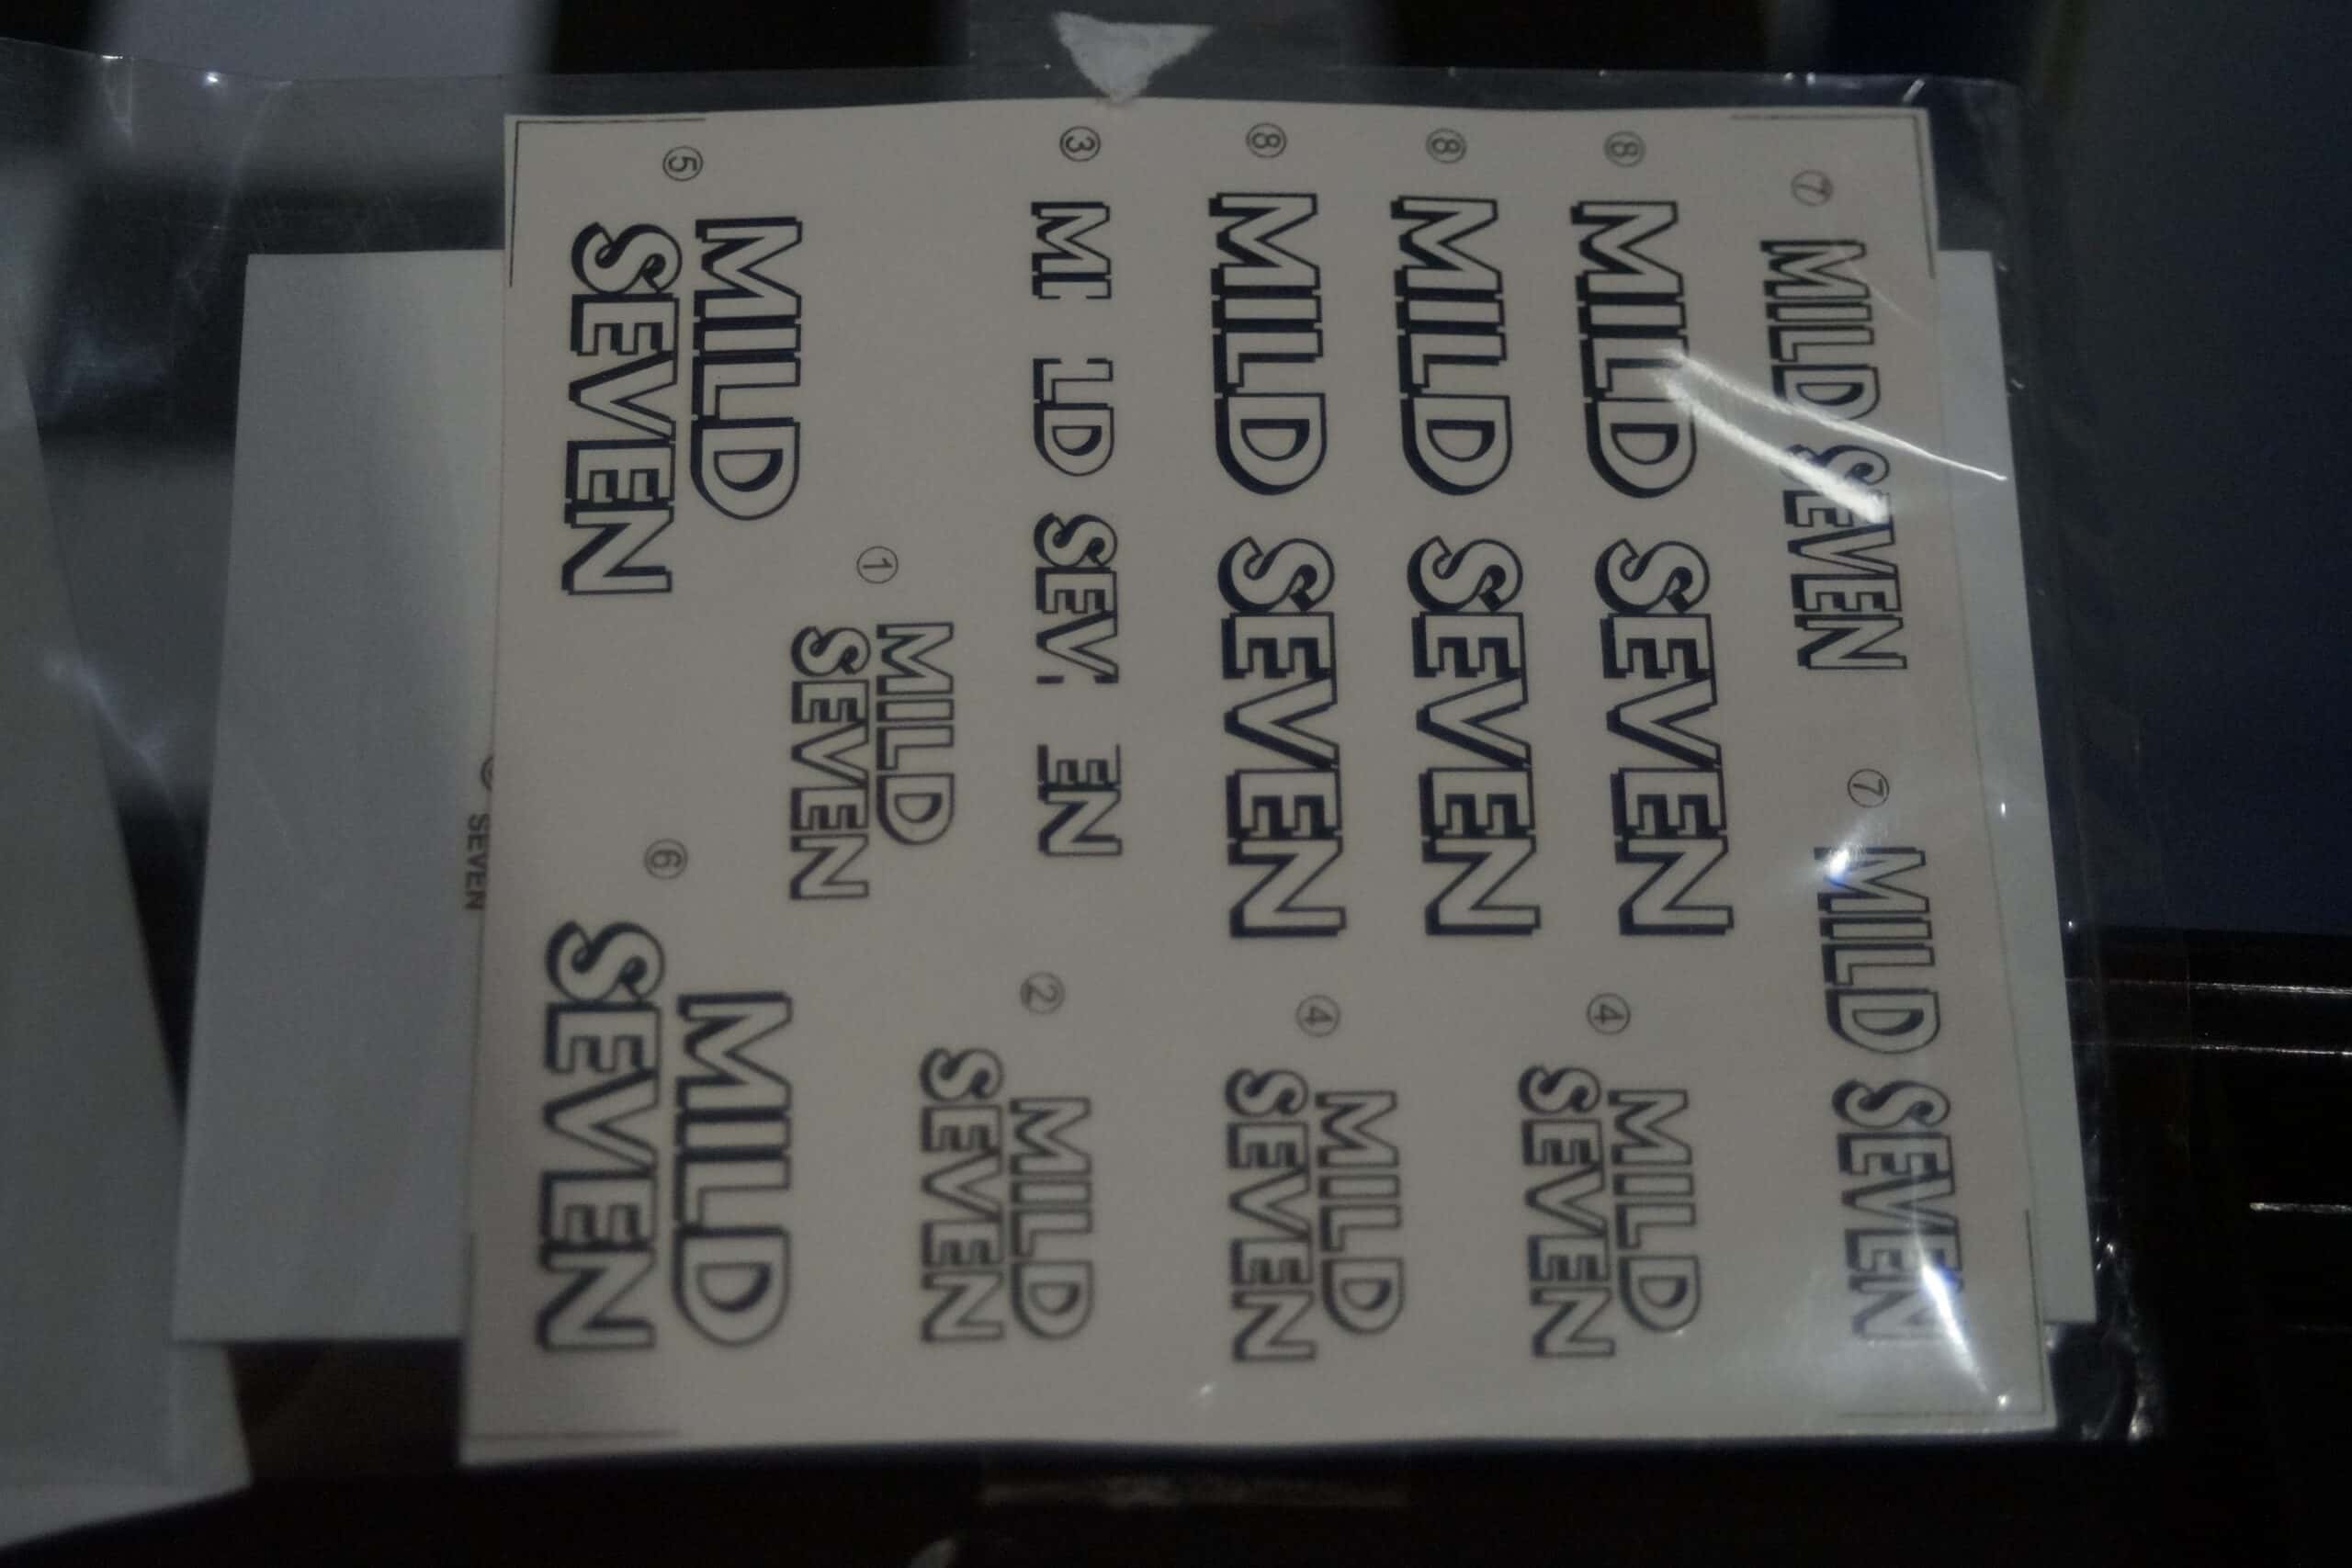 ⑦ MILD SEVEN
⑦ MILD SEVEN
⑧ MILD SEVEN
④ MILD
SEVEN
⑧ MILD SEVEN
④ MILD
SEVEN
⑧ MILD SEVEN
③ MI LD SEV EN
② MILD
SEVEN
① MILD
SEVEN
⑤ MILD
SEVEN
⑥ MILD
SEVEN
SEVEN